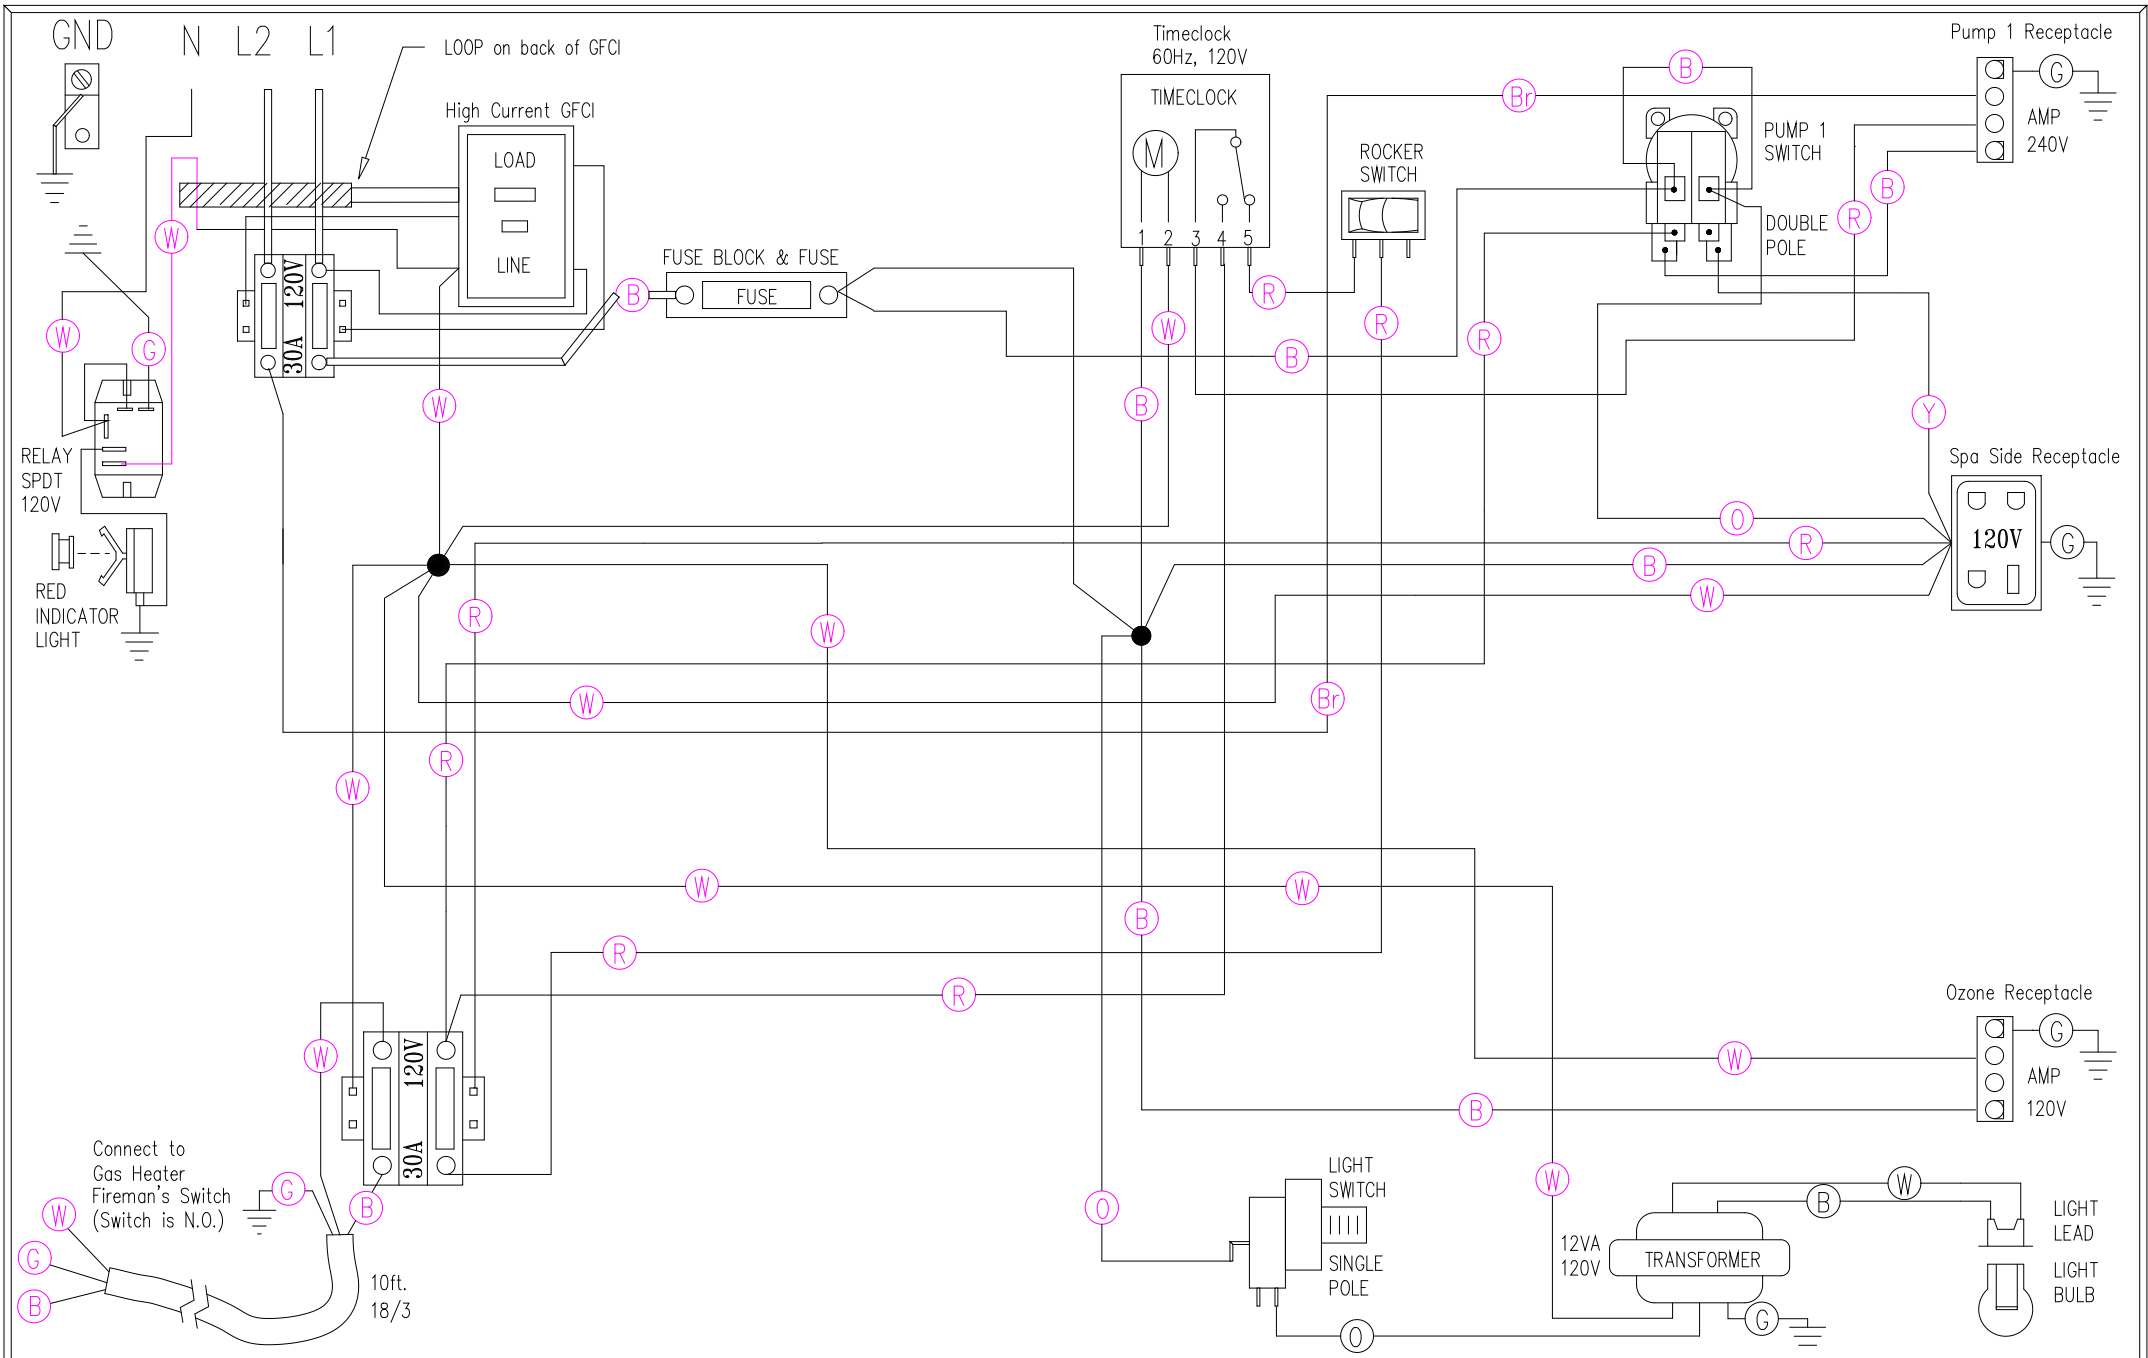 GND
N
L2
L1
LOOP on back of GFCI
High Current GFCI
LOAD
LINE
Timeclock
60Hz, 120V
TIMECLOCK
M
1 2 3 4 5
ROCKER
SWITCH
B
Br
PUMP 1
SWITCH
DOUBLE
POLE
Pump 1 Receptacle
G
AMP
240V
B
R
W
W
G
30A 120V
FUSE BLOCK & FUSE
B
FUSE
R
W
R
B
R
W
B
Y
RELAY
SPDT
120V
RED
INDICATOR
LIGHT
Spa Side Receptacle
120V
G
O
R
B
W
R
W
W
Br
R
W
W
W
B
R
R
Ozone Receptacle
G
AMP
120V
W
B
W
30A 120V
Connect to
Gas Heater
Fireman's Switch
(Switch is N.O.)
G
B
W
G
B
10ft.
18/3
O
LIGHT
SWITCH
SINGLE
POLE
O
W
12VA
120V
TRANSFORMER
W
B
G
LIGHT
LEAD
LIGHT
BULB